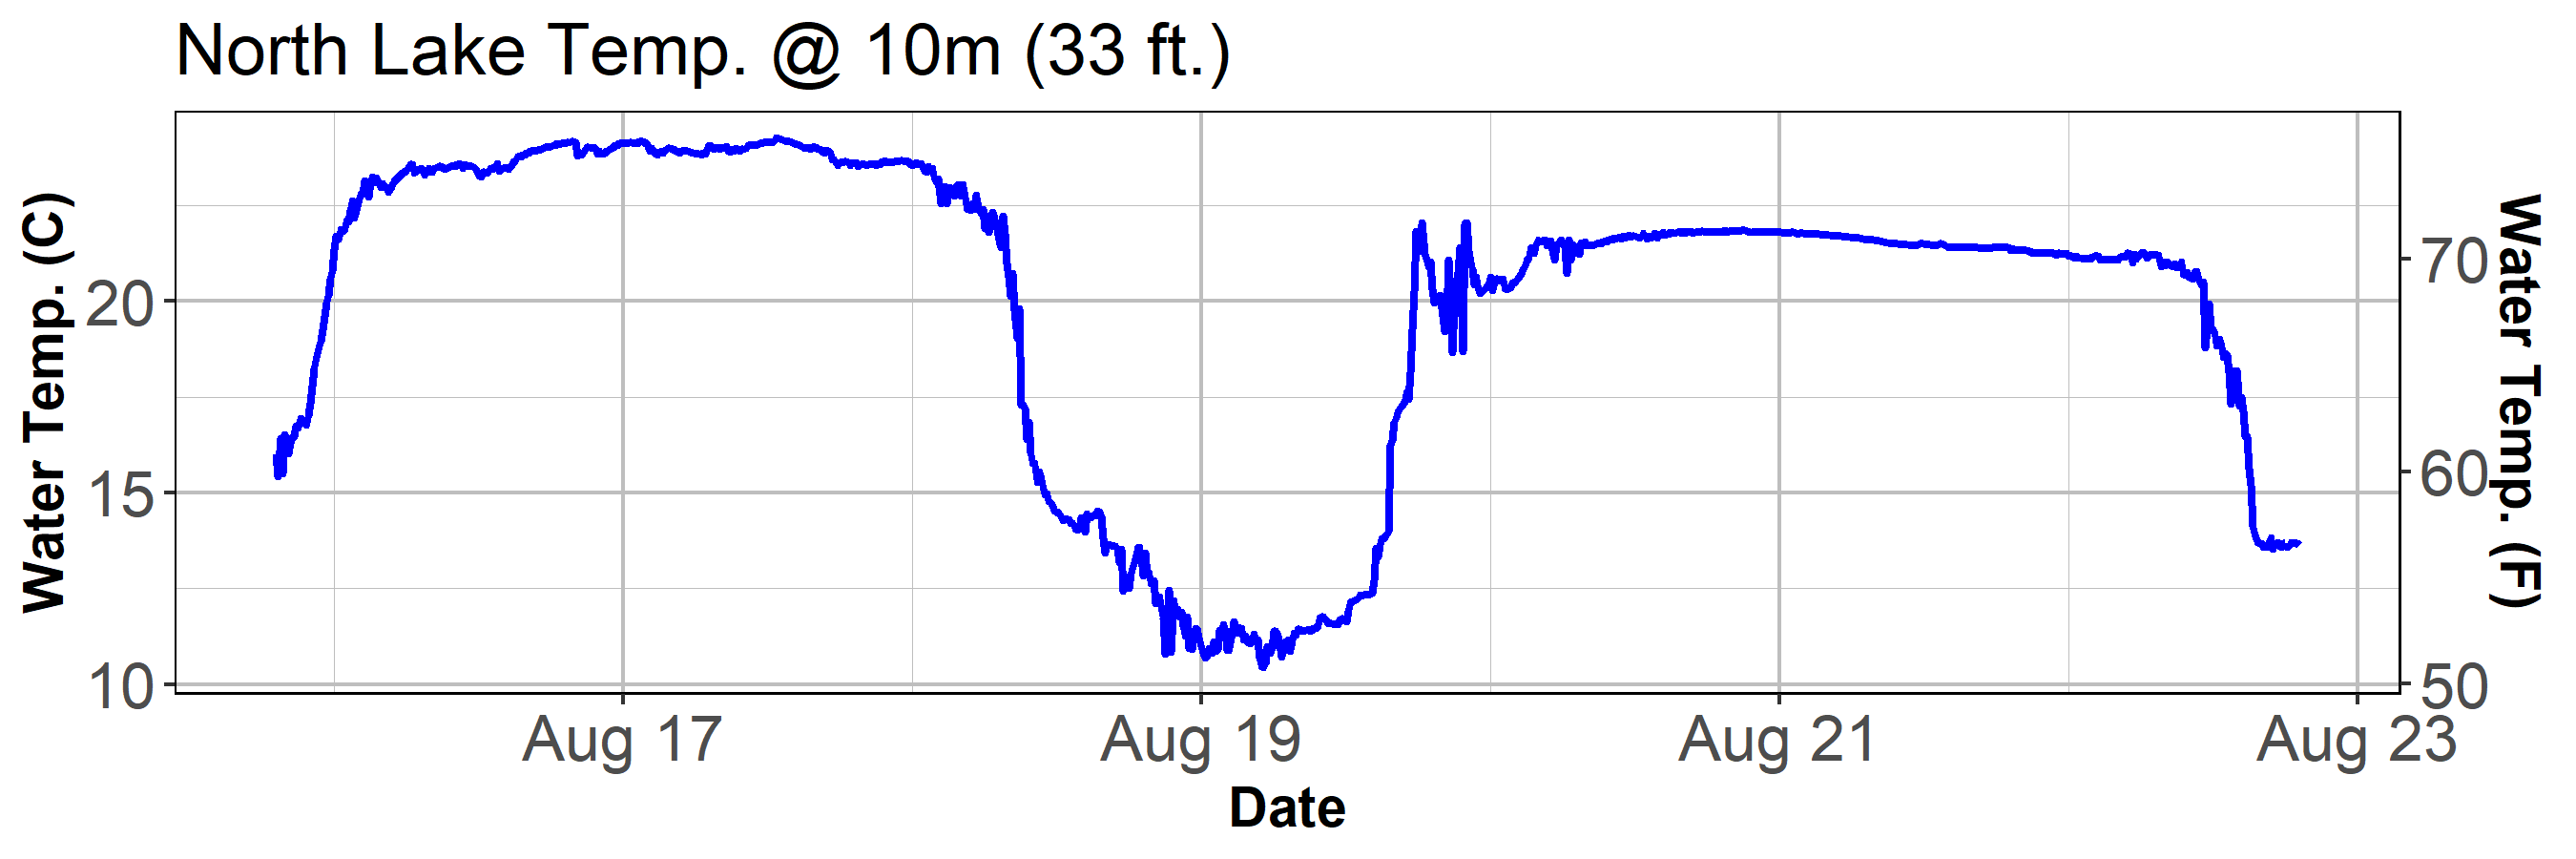 North Lake Temp. @ 10m (33 ft.)
Water Temp. (C)
20
15
10
70
60
50
Water Temp. (F)
Aug 17
Aug 19
Aug 21
Aug 23
Date